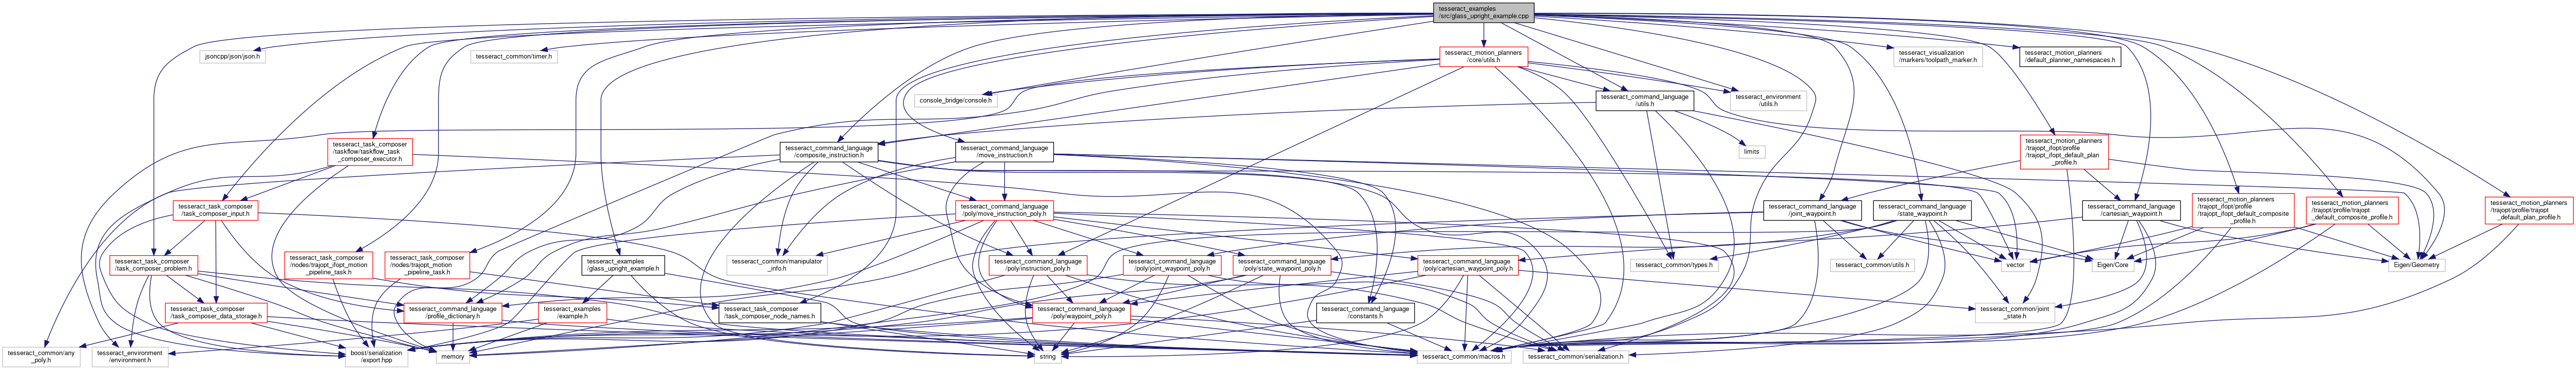 tesseract_examples
/src/glass_upright_example.cpp
jsoncpp/json/json.h
tesseract_common/timer.h
tesseract_motion_planners
/core/utils.h
tesseract_visualization
/markers/toolpath_marker.h
tesseract_motion_planners
/default_planner_namespaces.h
console_bridge/console.h
tesseract_command_language
/utils.h
tesseract_environment
/utils.h
tesseract_task_composer
/taskflow/taskflow_task
_composer_executor.h
tesseract_command_language
/composite_instruction.h
tesseract_command_language
/move_instruction.h
limits
tesseract_motion_planners
/trajopt_ifopt/profile
/trajopt_ifopt_default_plan
_profile.h
tesseract_task_composer
/task_composer_input.h
tesseract_command_language
/poly/move_instruction_poly.h
tesseract_command_language
/joint_waypoint.h
tesseract_command_language
/state_waypoint.h
tesseract_command_language
/cartesian_waypoint.h
tesseract_motion_planners
/trajopt_ifopt/profile
/trajopt_ifopt_default_composite
_profile.h
tesseract_motion_planners
/trajopt/profile/trajopt
_default_composite_profile.h
tesseract_motion_planners
/trajopt/profile/trajopt
_default_plan_profile.h
tesseract_task_composer
/task_composer_problem.h
tesseract_task_composer
/nodes/trajopt_ifopt_motion
_pipeline_task.h
tesseract_task_composer
/nodes/trajopt_motion
_pipeline_task.h
tesseract_examples
/glass_upright_example.h
tesseract_common/manipulator
_info.h
tesseract_command_language
/poly/instruction_poly.h
tesseract_command_language
/poly/joint_waypoint_poly.h
tesseract_command_language
/poly/state_waypoint_poly.h
tesseract_command_language
/poly/cartesian_waypoint_poly.h
tesseract_common/types.h
tesseract_common/utils.h
vector
Eigen/Core
Eigen/Geometry
tesseract_task_composer
/task_composer_data_storage.h
tesseract_command_language
/profile_dictionary.h
tesseract_examples
/example.h
tesseract_task_composer
/task_composer_node_names.h
tesseract_command_language
/poly/waypoint_poly.h
tesseract_command_language
/constants.h
tesseract_common/joint
_state.h
tesseract_common/any
_poly.h
tesseract_environment
/environment.h
boost/serialization
/export.hpp
memory
string
tesseract_common/macros.h
tesseract_common/serialization.h